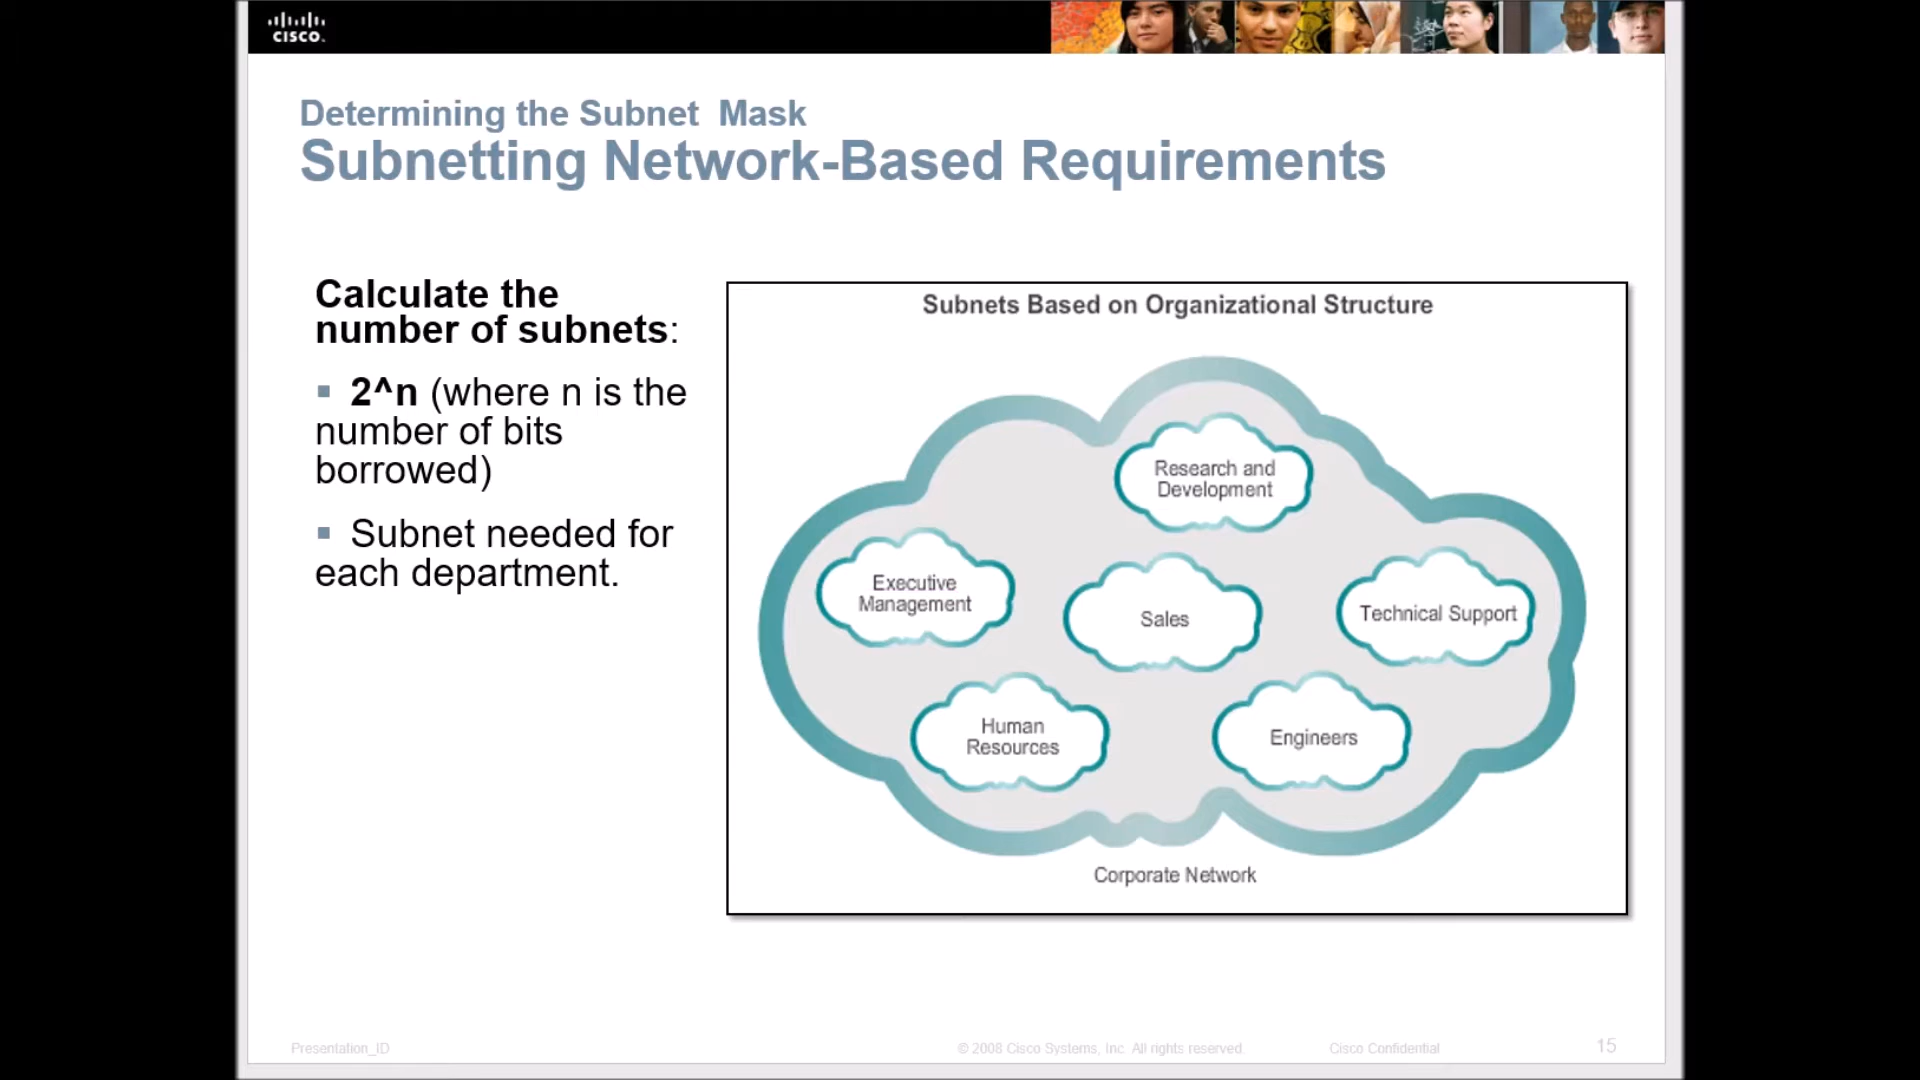 CISCO.
Determining the Subnet Mask
Subnetting Network-Based Requirements
Calculate the
number of subnets:
▪ 2^n (where n is the
number of bits
borrowed)
▪ Subnet needed for
each department.
Subnets Based on Organizational Structure
Research and
Development
Executive
Management
Sales
Technical Support
Human
Resources
Engineers
Corporate Network
Presentation_ID
© 2008 Cisco Systems, Inc. All rights reserved.
Cisco Confidential
15